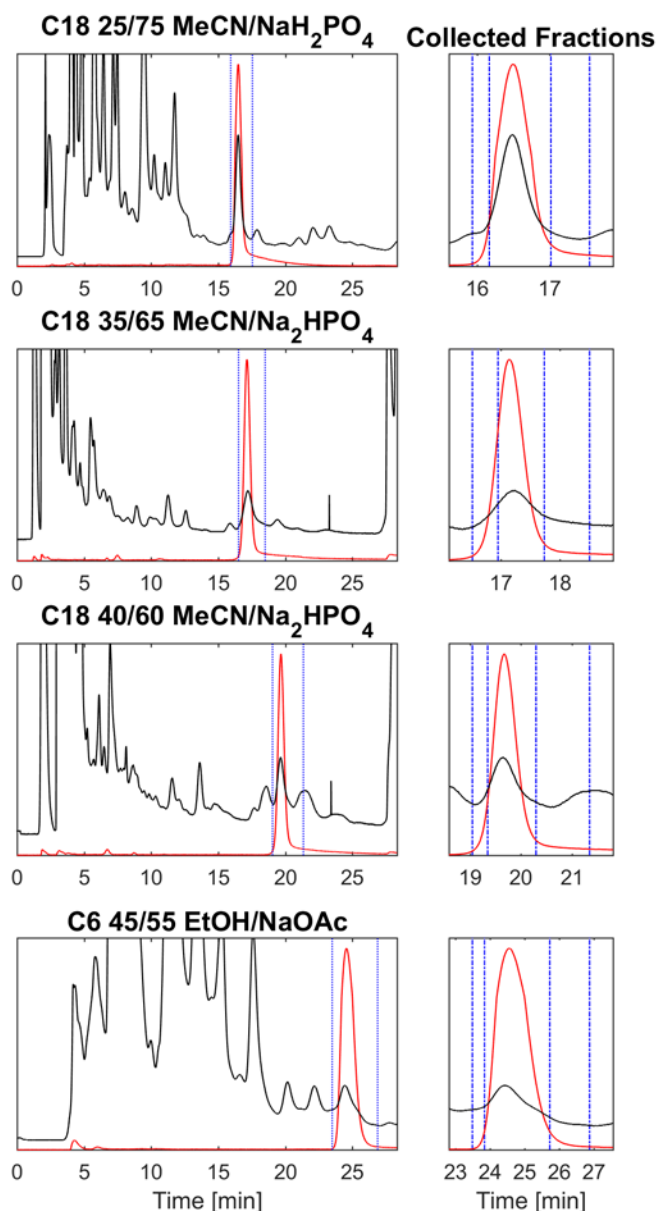 C18 25/75 MeCN/NaH₂PO₄
Collected Fractions
0 5 10 15 20 25
16 17
C18 35/65 MeCN/Na₂HPO₄
0 5 10 15 20 25
17 18
C18 40/60 MeCN/Na₂HPO₄
0 5 10 15 20 25
19 20 21
C6 45/55 EtOH/NaOAc
0 5 10 15 20 25
23 24 25 26 27
Time [min]
Time [min]